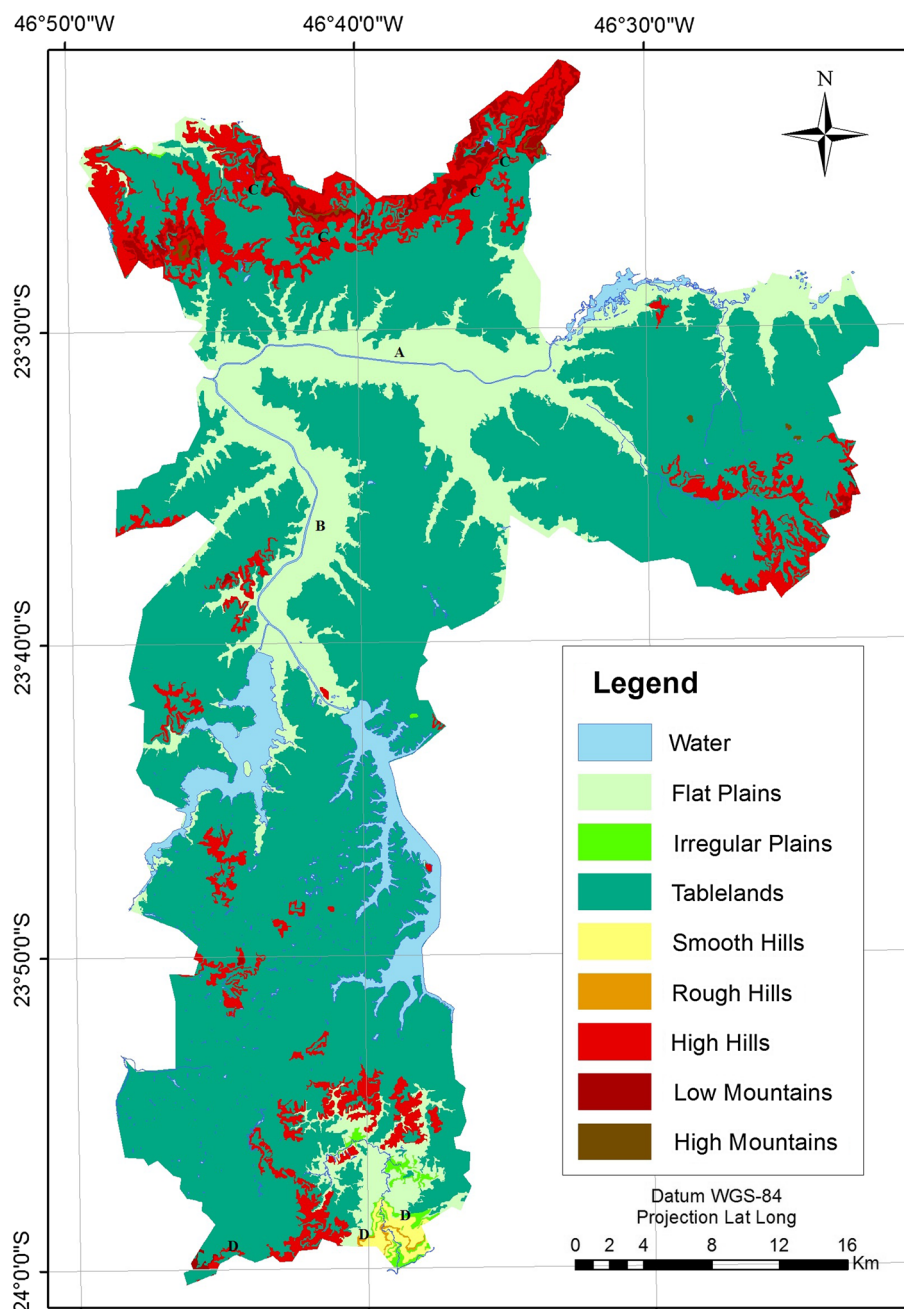 46°50'0"W 46°40'0"W 46°30'0"W
N
C
C
C
C
23°30'0"S
A
B
23°40'0"S
Legend
Water
Flat Plains
Irregular Plains
Tablelands
Smooth Hills
Rough Hills
High Hills
Low Mountains
High Mountains
23°50'0"S
Datum WGS-84
Projection Lat Long
0 2 4 8 12 16
Km
D
D
D
24°0'0"S